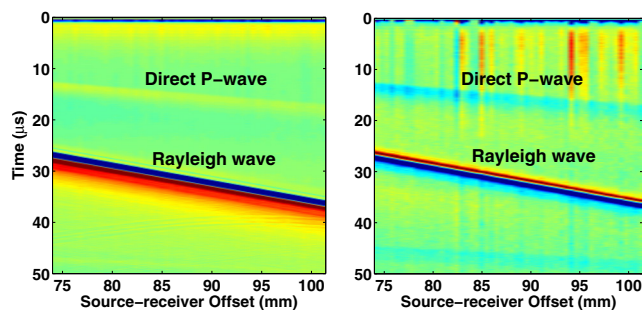 0
10
20
30
40
50
Time (μs)
Direct P−wave
Rayleigh wave
75 80 85 90 95 100
Source−receiver Offset (mm)
0
10
20
30
40
50
Direct P−wave
Rayleigh wave
75 80 85 90 95 100
Source−receiver Offset (mm)